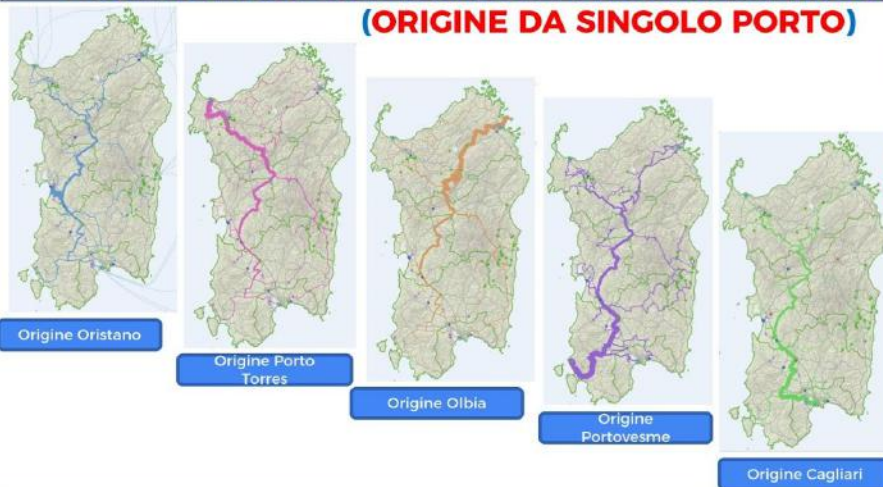 (ORIGINE DA SINGOLO PORTO)
Origine Oristano
Origine Porto
Torres
Origine Olbia
Origine
Portovesme
Origine Cagliari